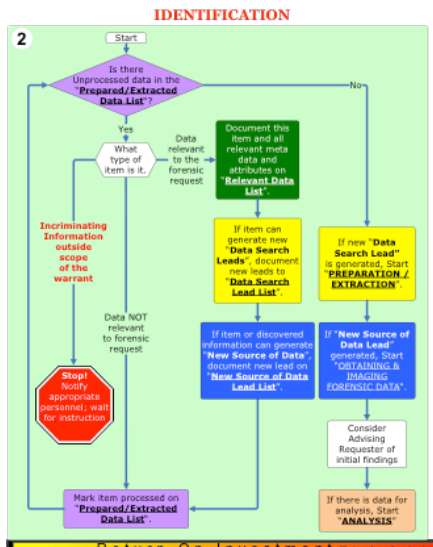 IDENTIFICATION
2
Start
Is there
Unprocessed data in the
"Prepared/Extracted
Data List"?
No
Yes
What
type of
item is it.
Data
relevant
to the
forensic
request
Document this
item and all
relevant meta
data and
attributes on
"Relevant Data
List".
Incriminating
Information
outside
scope
of the
warrant
If item can
generate new
"Data Search
Leads", document
new leads to
"Data Search
Lead List".
If new "Data
Search Lead"
is generated, Start
"PREPARATION /
EXTRACTION".
Data NOT
relevant
to forensic
request
If item or discovered
information can generate
"New Source of Data",
document new lead on
"New Source of Data
Lead List".
If "New Source of
Data Lead"
generated, Start
"OBTAINING &
IMAGING
FORENSIC DATA".
Stop!
Notify
appropriate
personnel; wait
for instruction
Consider
Advising
Requester of
initial findings
Mark item processed on
"Prepared/Extracted
Data List".
If there is data for
analysis, Start
"ANALYSIS"
Return On Investment